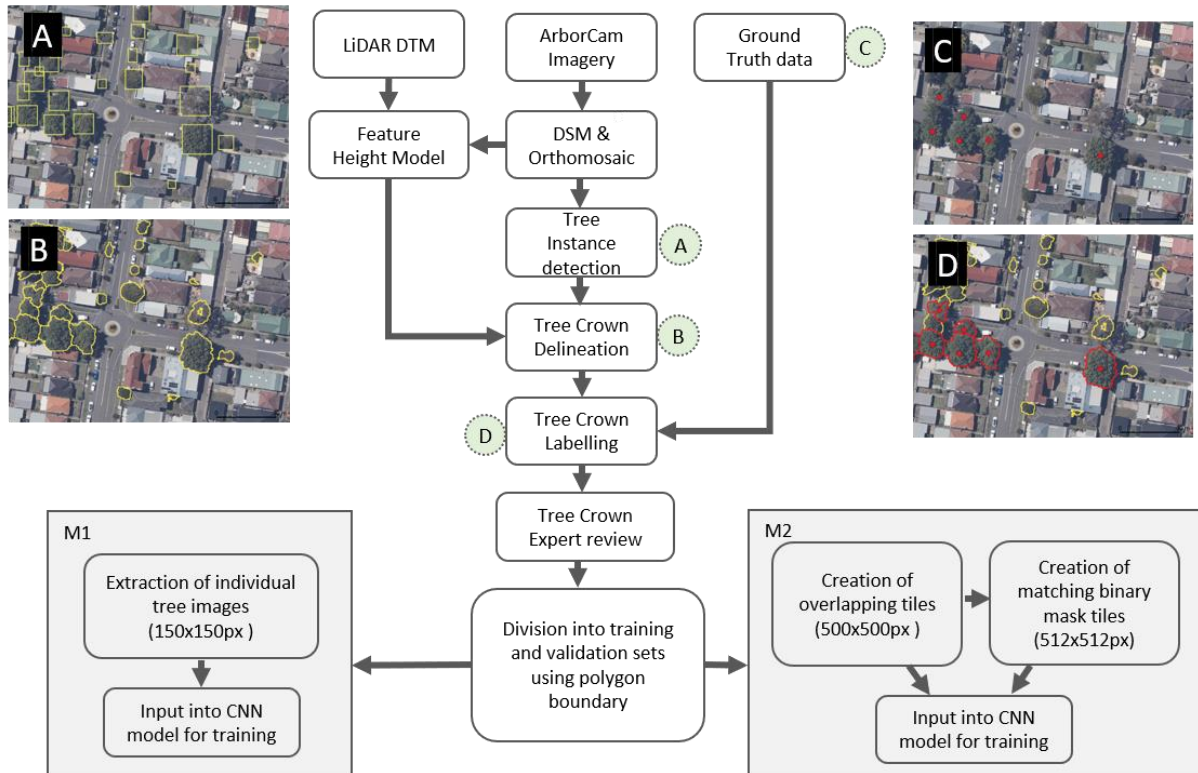 A
LiDAR DTM
ArborCam
Imagery
Ground
Truth data
C
C
Feature
Height Model
DSM &
Orthomosaic
B
Tree
Instance
detection
A
D
Tree Crown
Delineation
B
D
Tree Crown
Labelling
Tree Crown
Expert review
M1
Extraction of individual
tree images
(150x150px )
Input into CNN
model for training
Division into training
and validation sets
using polygon
boundary
M2
Creation of
overlapping tiles
(500x500px )
Creation of
matching binary
mask tiles
(512x512px)
Input into CNN
model for training